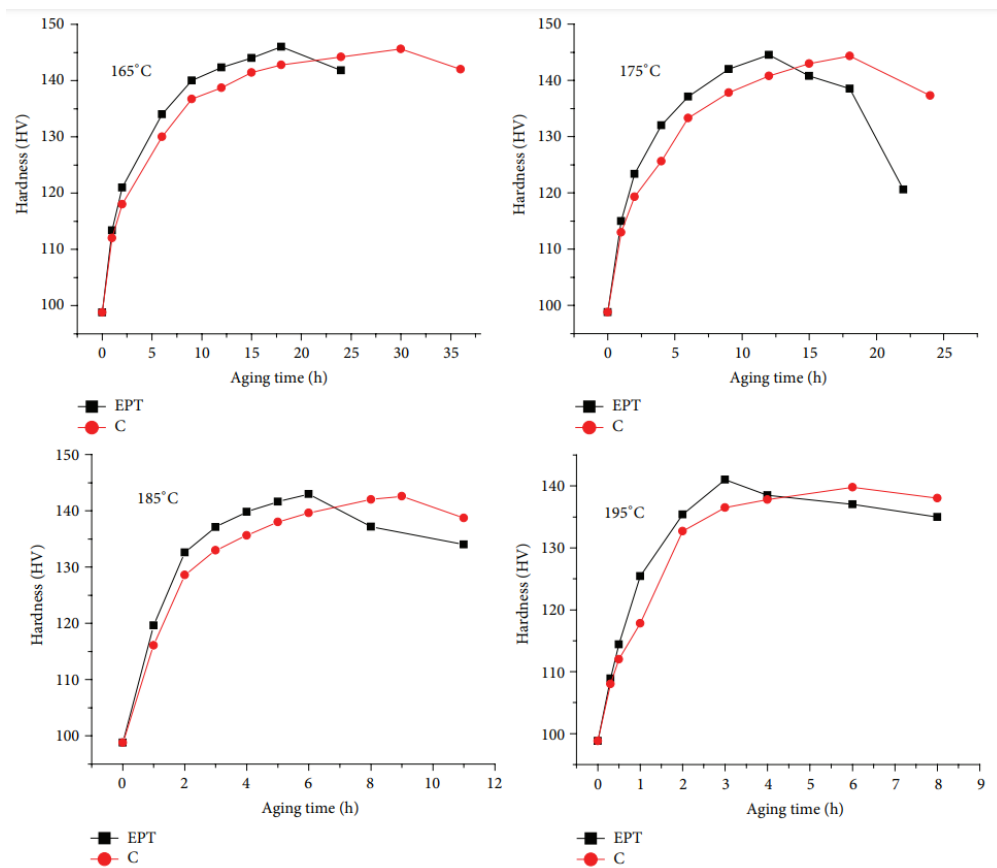 150
140
130
120
110
100
Hardness (HV)
165°C
0 5 10 15 20 25 30 35
Aging time (h)
EPT
C
150
140
130
120
110
100
Hardness (HV)
175°C
0 5 10 15 20 25
Aging time (h)
EPT
C
150
140
130
120
110
100
Hardness (HV)
185°C
0 2 4 6 8 10 12
Aging time (h)
EPT
C
140
130
120
110
100
Hardness (HV)
195°C
0 1 2 3 4 5 6 7 8 9
Aging time (h)
EPT
C